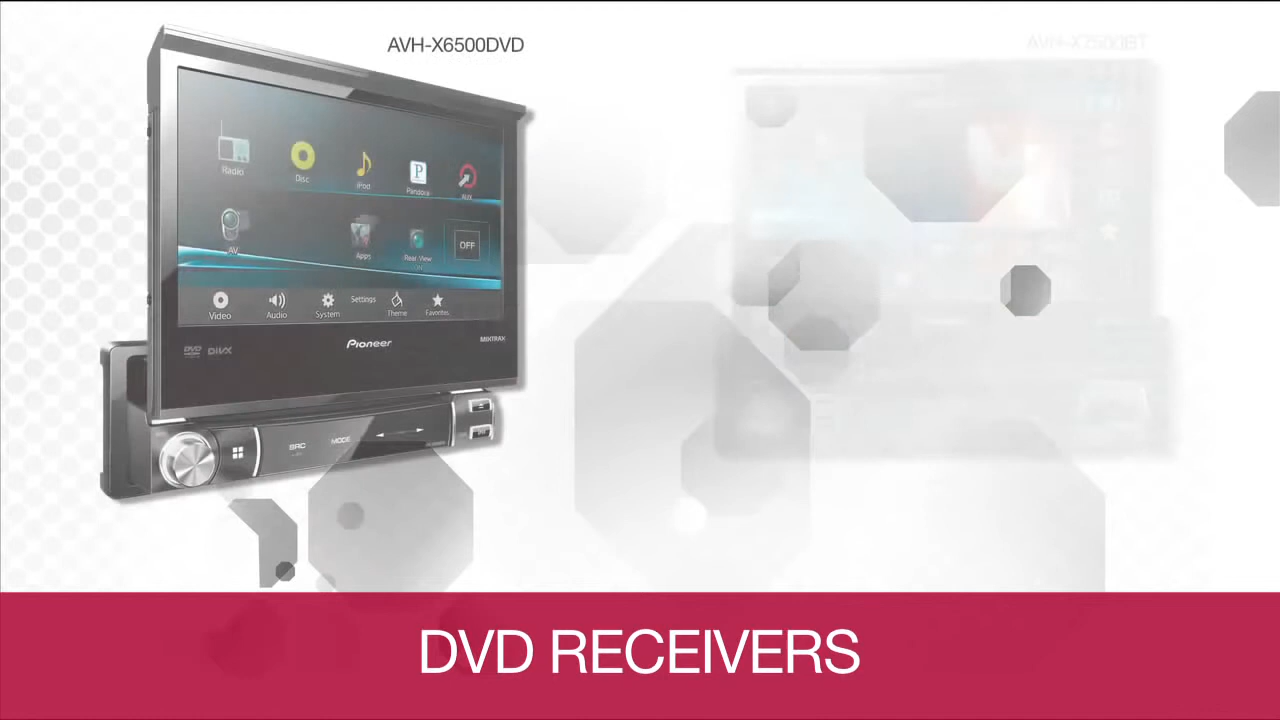 AVH-X6500DVD
Radio
Disc
iPod
Pandora
AUX
AV
Apps
Rear View
OFF
Video
Audio
System
Settings
Theme
Favorites
DVD
DIVX
Pioneer
MIXTRAX
SRC
MODE
DVD RECEIVERS